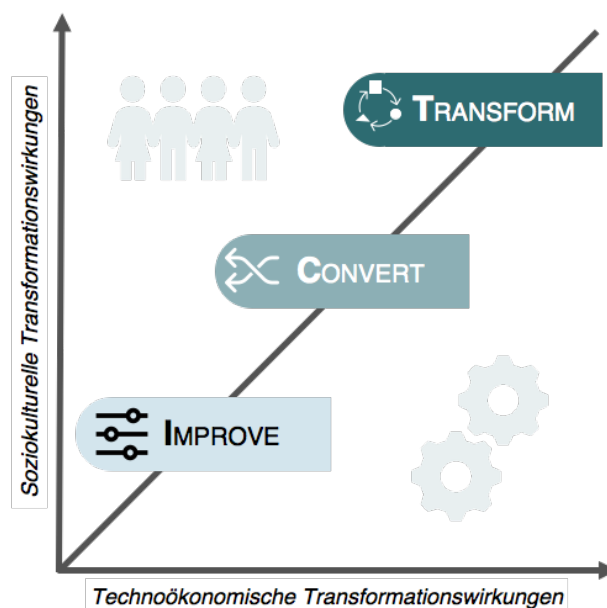 Soziokulturelle Transformationswirkungen
TRANSFORM
CONVERT
IMPROVE
Technoökonomische Transformationswirkungen